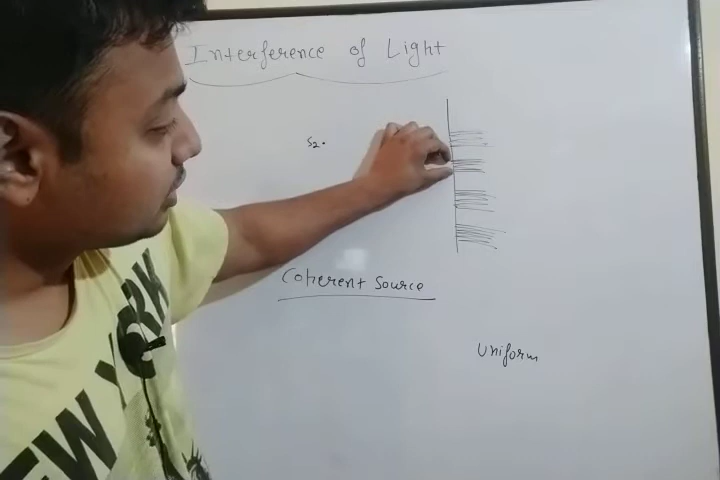 Interference of Light
S2.
Coherent Source
Uniform
NEW YORK